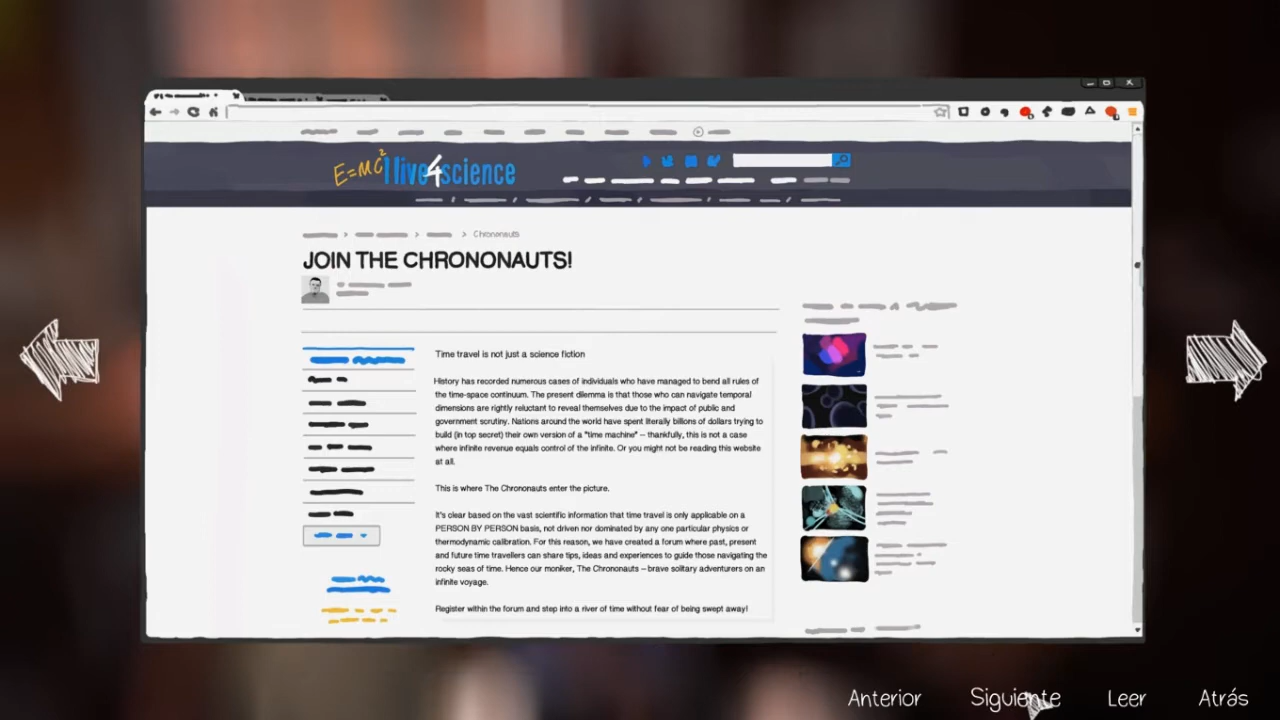 E=MC² I live4science
Chrononauts
JOIN THE CHRONONAUTS!
Time travel is not just a science fiction
History has recorded numerous cases of individuals who have managed to bend all rules of
the time-space continuum. The present dilemma is that those who can navigate temporal
dimensions are rightly reluctant to reveal themselves due to the impact of public and
government scrutiny. Nations around the world have spent literally billions of dollars trying to
build (in top secret) their own version of a "time machine" – thankfully, this is not a case
where infinite revenue equals control of the infinite. Or you might not be reading this website
at all.
This is where The Chrononauts enter the picture.
It's clear based on the vast scientific information that time travel is only applicable on a
PERSON BY PERSON basis, not driven nor dominated by any one particular physics or
thermodynamic calibration. For this reason, we have created a forum where past, present
and future time travellers can share tips, ideas and experiences to guide those navigating the
rocky seas of time. Hence our moniker, The Chrononauts – brave solitary adventurers on an
infinite voyage.
Register within the forum and step into a river of time without fear of being swept away!
Anterior Siguiente Leer Atrás